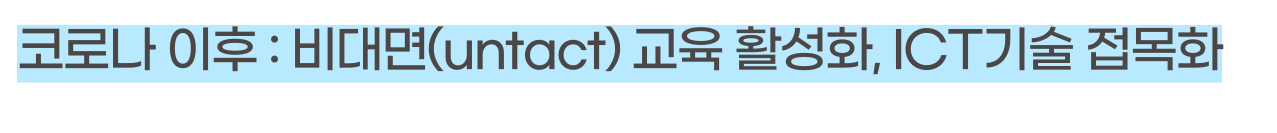 코로나 이후 : 비대면(untact) 교육 활성화, ICT기술 접목화